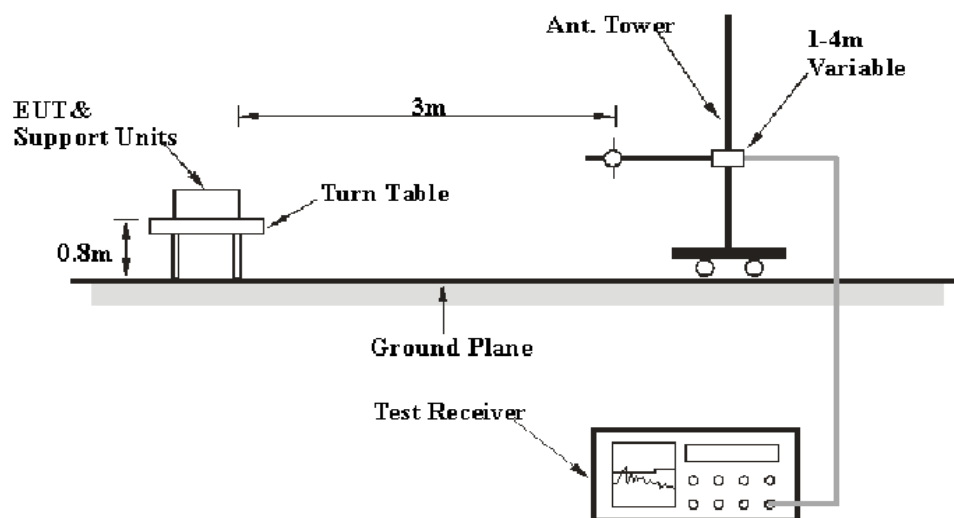 Ant. Tower
1-4m
Variable
EUT&
Support Units
3m
Turn Table
0.8m
Ground Plane
Test Receiver